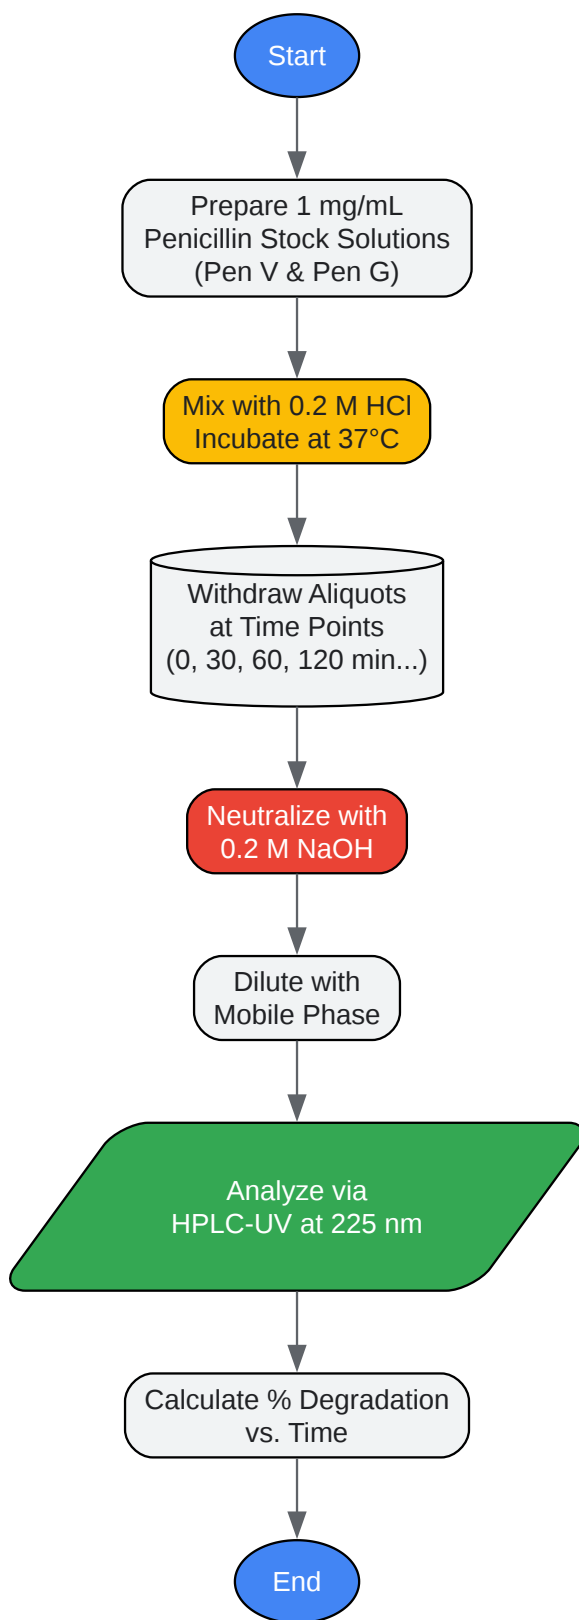 Start
Prepare 1 mg/mL
Penicillin Stock Solutions
(Pen V & Pen G)
Mix with 0.2 M HCl
Incubate at 37°C
Withdraw Aliquots
at Time Points
(0, 30, 60, 120 min...)
Neutralize with
0.2 M NaOH
Dilute with
Mobile Phase
Analyze via
HPLC-UV at 225 nm
Calculate % Degradation
vs. Time
End